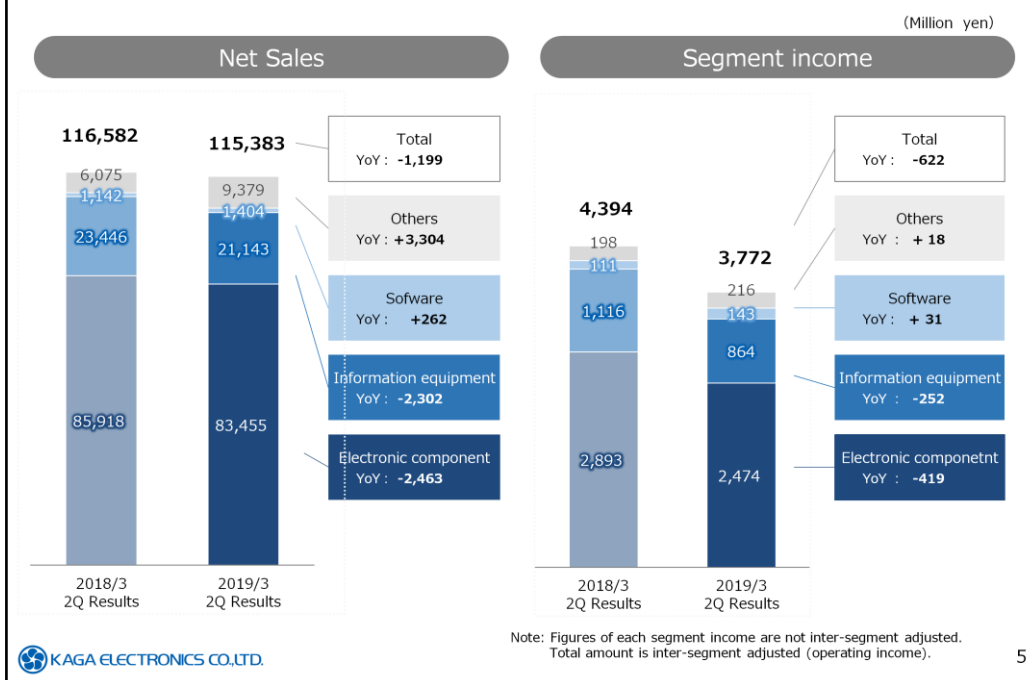 (Million yen)
Net Sales
Segment income
116,582
6,075
1,142
23,446
85,918
115,383
9,379
1,404
21,143
83,455
Total
YoY : -1,199
Others
YoY : +3,304
Sofware
YoY : +262
Information equipment
YoY : -2,302
Electronic component
YoY : -2,463
2018/3
2Q Results
2019/3
2Q Results
4,394
198
111
1,116
2,893
3,772
216
143
864
2,474
Total
YoY : -622
Others
YoY : + 18
Software
YoY : + 31
Information equipment
YoY : -252
Electronic componetnt
YoY : -419
2018/3
2Q Results
2019/3
2Q Results
Note: Figures of each segment income are not inter-segment adjusted.
Total amount is inter-segment adjusted (operating income).
KAGA ELECTRONICS CO.,LTD.
5